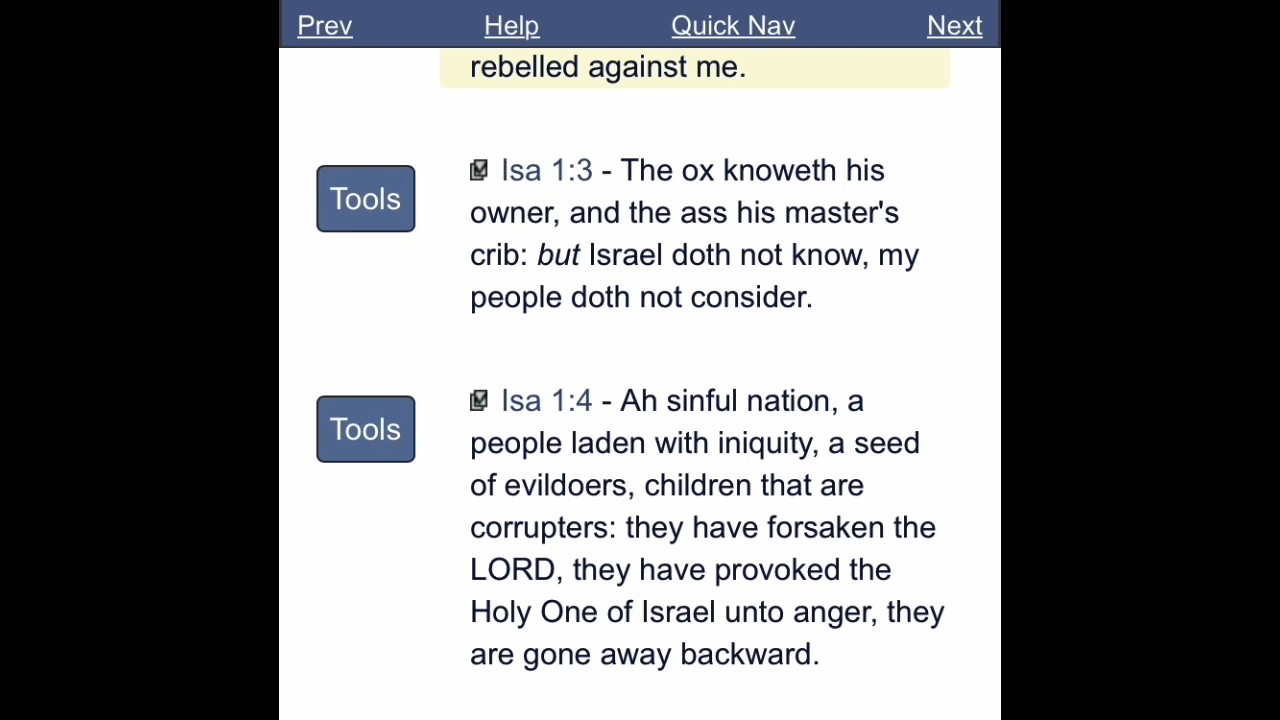 Prev Help Quick Nav Next
rebelled against me.
Tools
Isa 1:3 - The ox knoweth his
owner, and the ass his master's
crib: but Israel doth not know, my
people doth not consider.
Tools
Isa 1:4 - Ah sinful nation, a
people laden with iniquity, a seed
of evildoers, children that are
corrupters: they have forsaken the
LORD, they have provoked the
Holy One of Israel unto anger, they
are gone away backward.